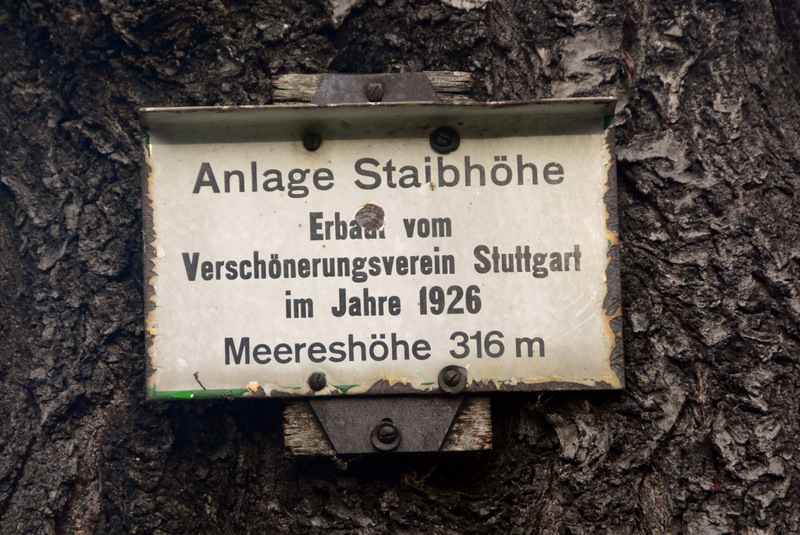 Anlage Staibhöhe
Erbaut vom
Verschönerungsverein Stuttgart
im Jahre 1926
Meereshöhe 316 m